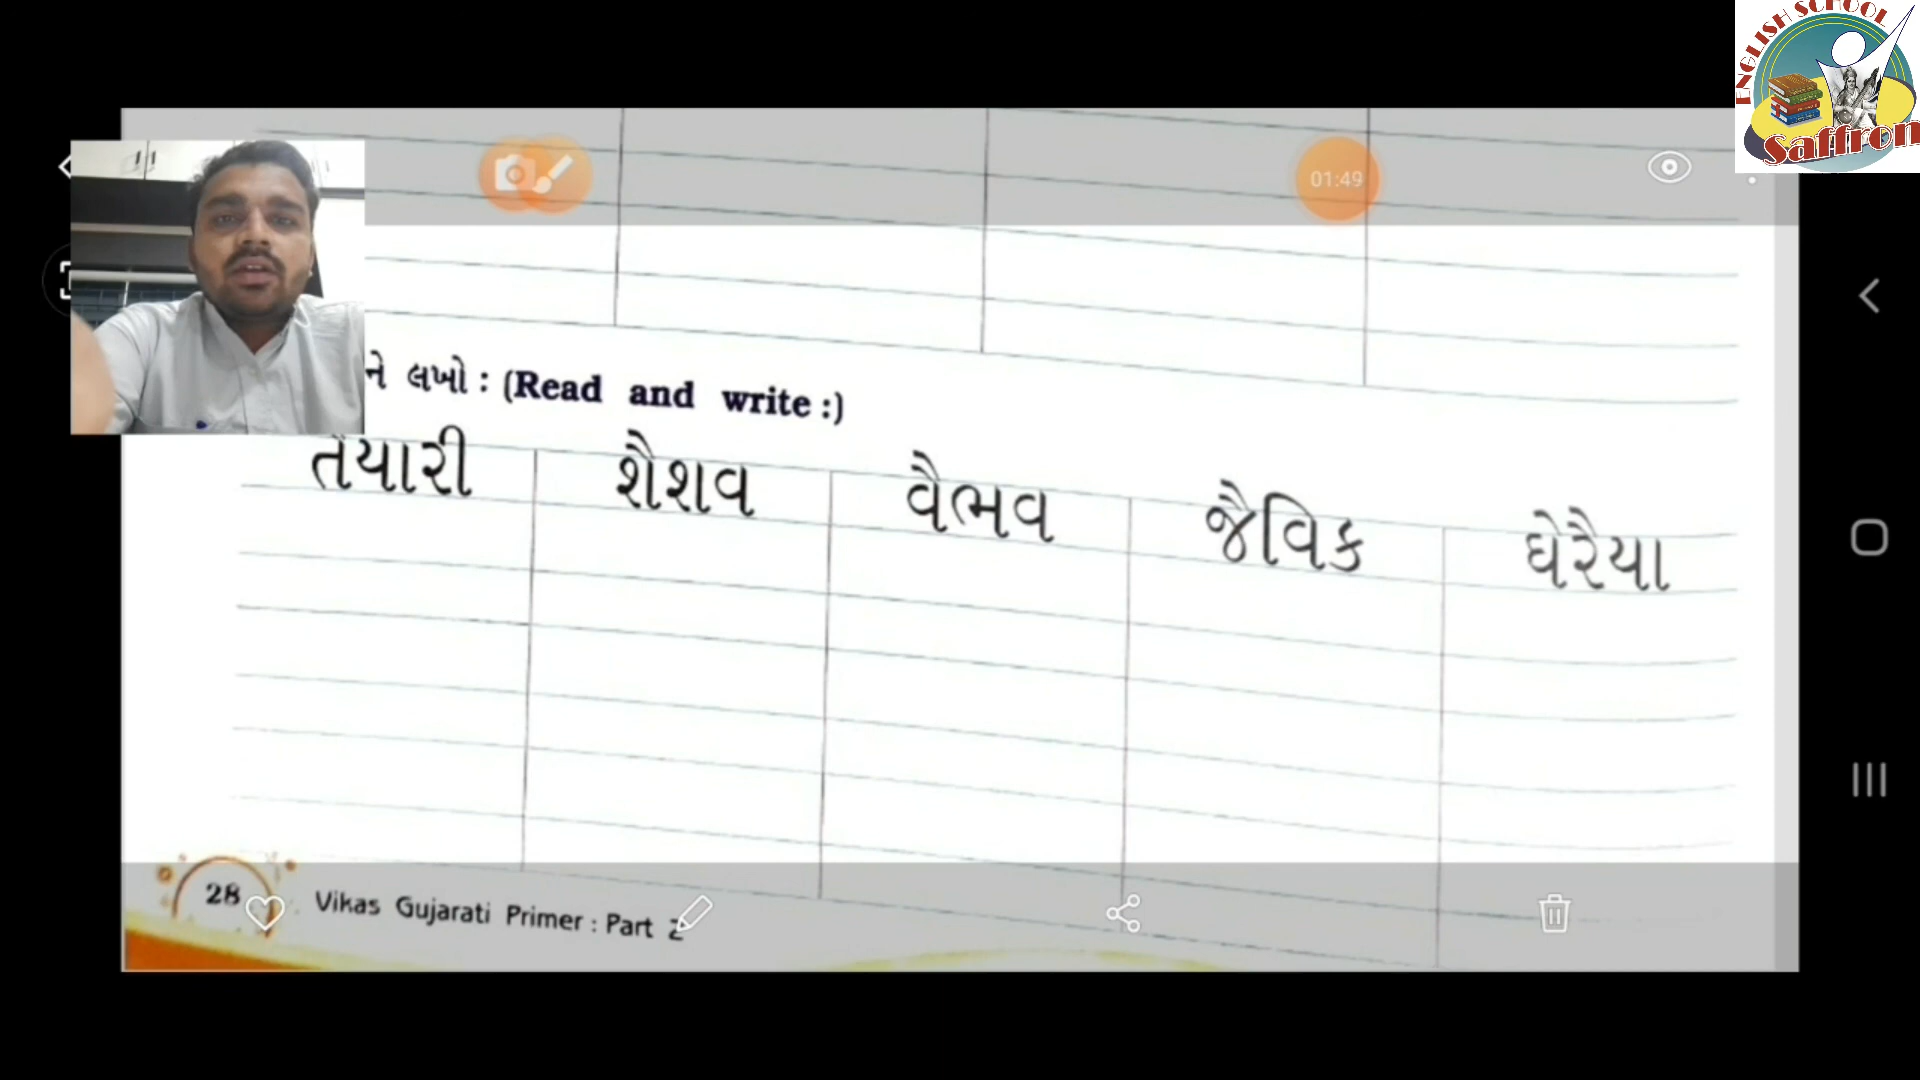 ENGLISH SCHOOL
Saffron
01:49
લખો : (Read and write :)
તૈયારી શૈશવ વૈભવ જૈવિક ઘેરૈયા
28 Vikas Gujarati Primer : Part 2